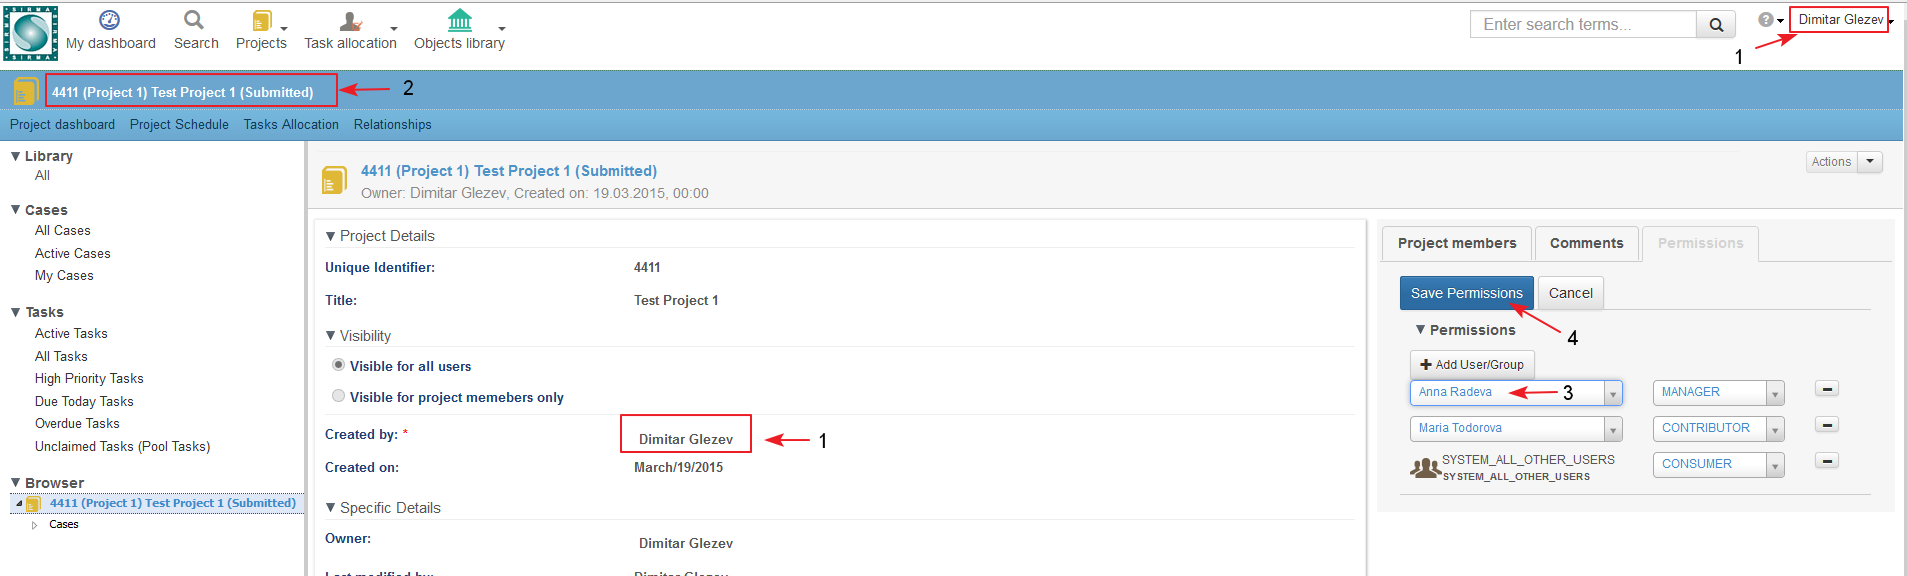 SIRMA
My dashboard
Search
Projects
Task allocation
Objects library
Enter search terms...
?
Dimitar Glezev
1
4411 (Project 1) Test Project 1 (Submitted)
2
Project dashboard Project Schedule Tasks Allocation Relationships
Library
All
Cases
All Cases
Active Cases
My Cases
Tasks
Active Tasks
All Tasks
High Priority Tasks
Due Today Tasks
Overdue Tasks
Unclaimed Tasks (Pool Tasks)
Browser
4411 (Project 1) Test Project 1 (Submitted)
Cases
4411 (Project 1) Test Project 1 (Submitted)
Owner: Dimitar Glezev, Created on: 19.03.2015, 00:00
Actions
Project Details
Unique Identifier: 4411
Title: Test Project 1
Visibility
Visible for all users
Visible for project memebers only
Created by: * Dimitar Glezev
1
Created on: March/19/2015
Specific Details
Owner: Dimitar Glezev
Last modified by: Dimitar Glezev
Project members Comments Permissions
Save Permissions Cancel
4
Permissions
+ Add User/Group
Anna Radeva 3 MANAGER
Maria Todorova CONTRIBUTOR
SYSTEM_ALL_OTHER_USERS CONSUMER
SYSTEM_ALL_OTHER_USERS